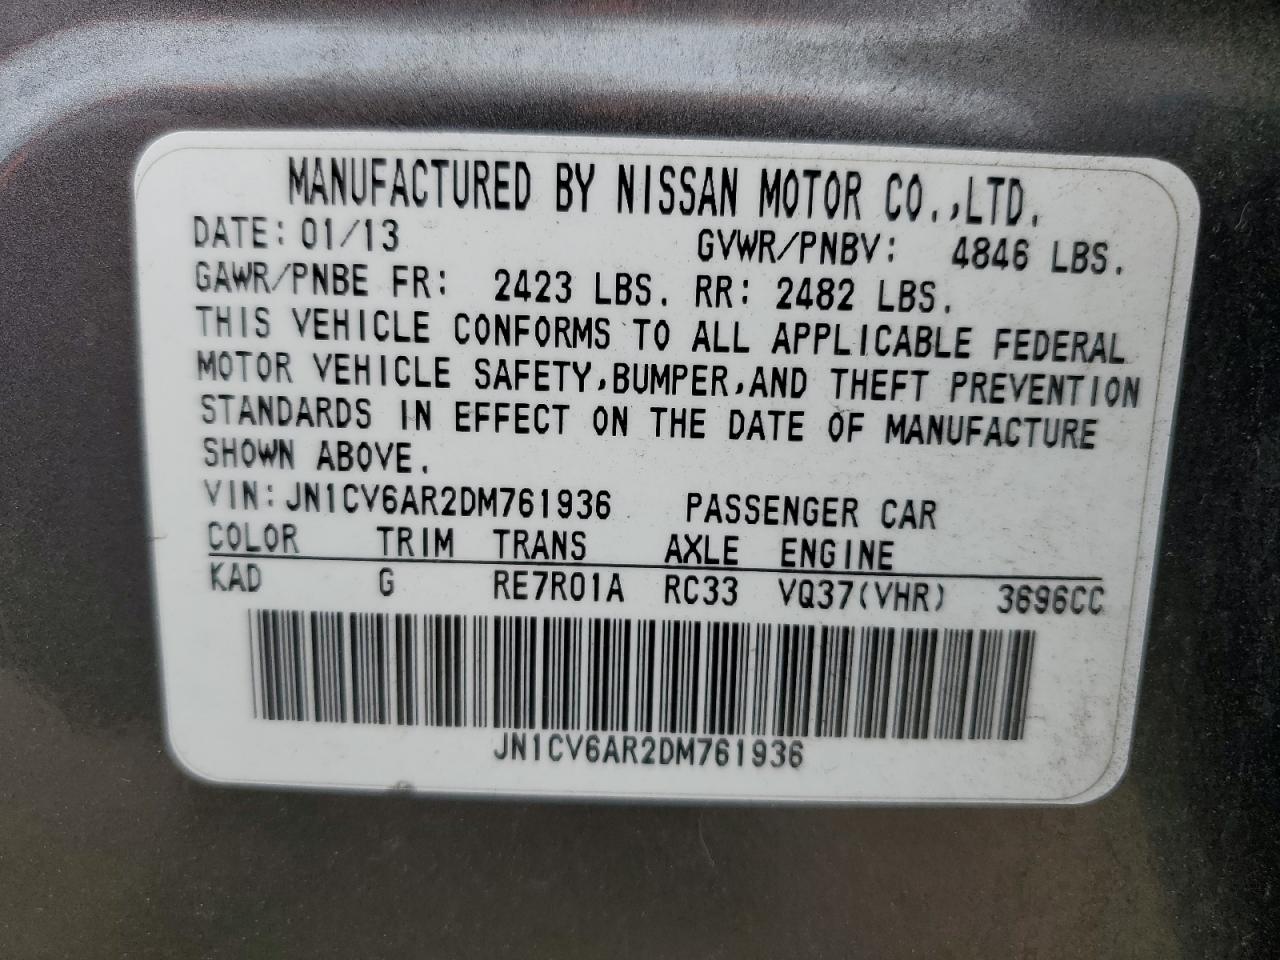 MANUFACTURED BY NISSAN MOTOR CO.,LTD.
DATE: 01/13 GVWR/PNBV: 4846 LBS.
GAWR/PNBE FR: 2423 LBS. RR: 2482 LBS.
THIS VEHICLE CONFORMS TO ALL APPLICABLE FEDERAL
MOTOR VEHICLE SAFETY,BUMPER,AND THEFT PREVENTION
STANDARDS IN EFFECT ON THE DATE OF MANUFACTURE
SHOWN ABOVE.
VIN: JN1CV6AR2DM761936 PASSENGER CAR
COLOR TRIM TRANS AXLE ENGINE
KAD G RE7R01A RC33 VQ37(VHR) 3696CC
JN1CV6AR2DM761936